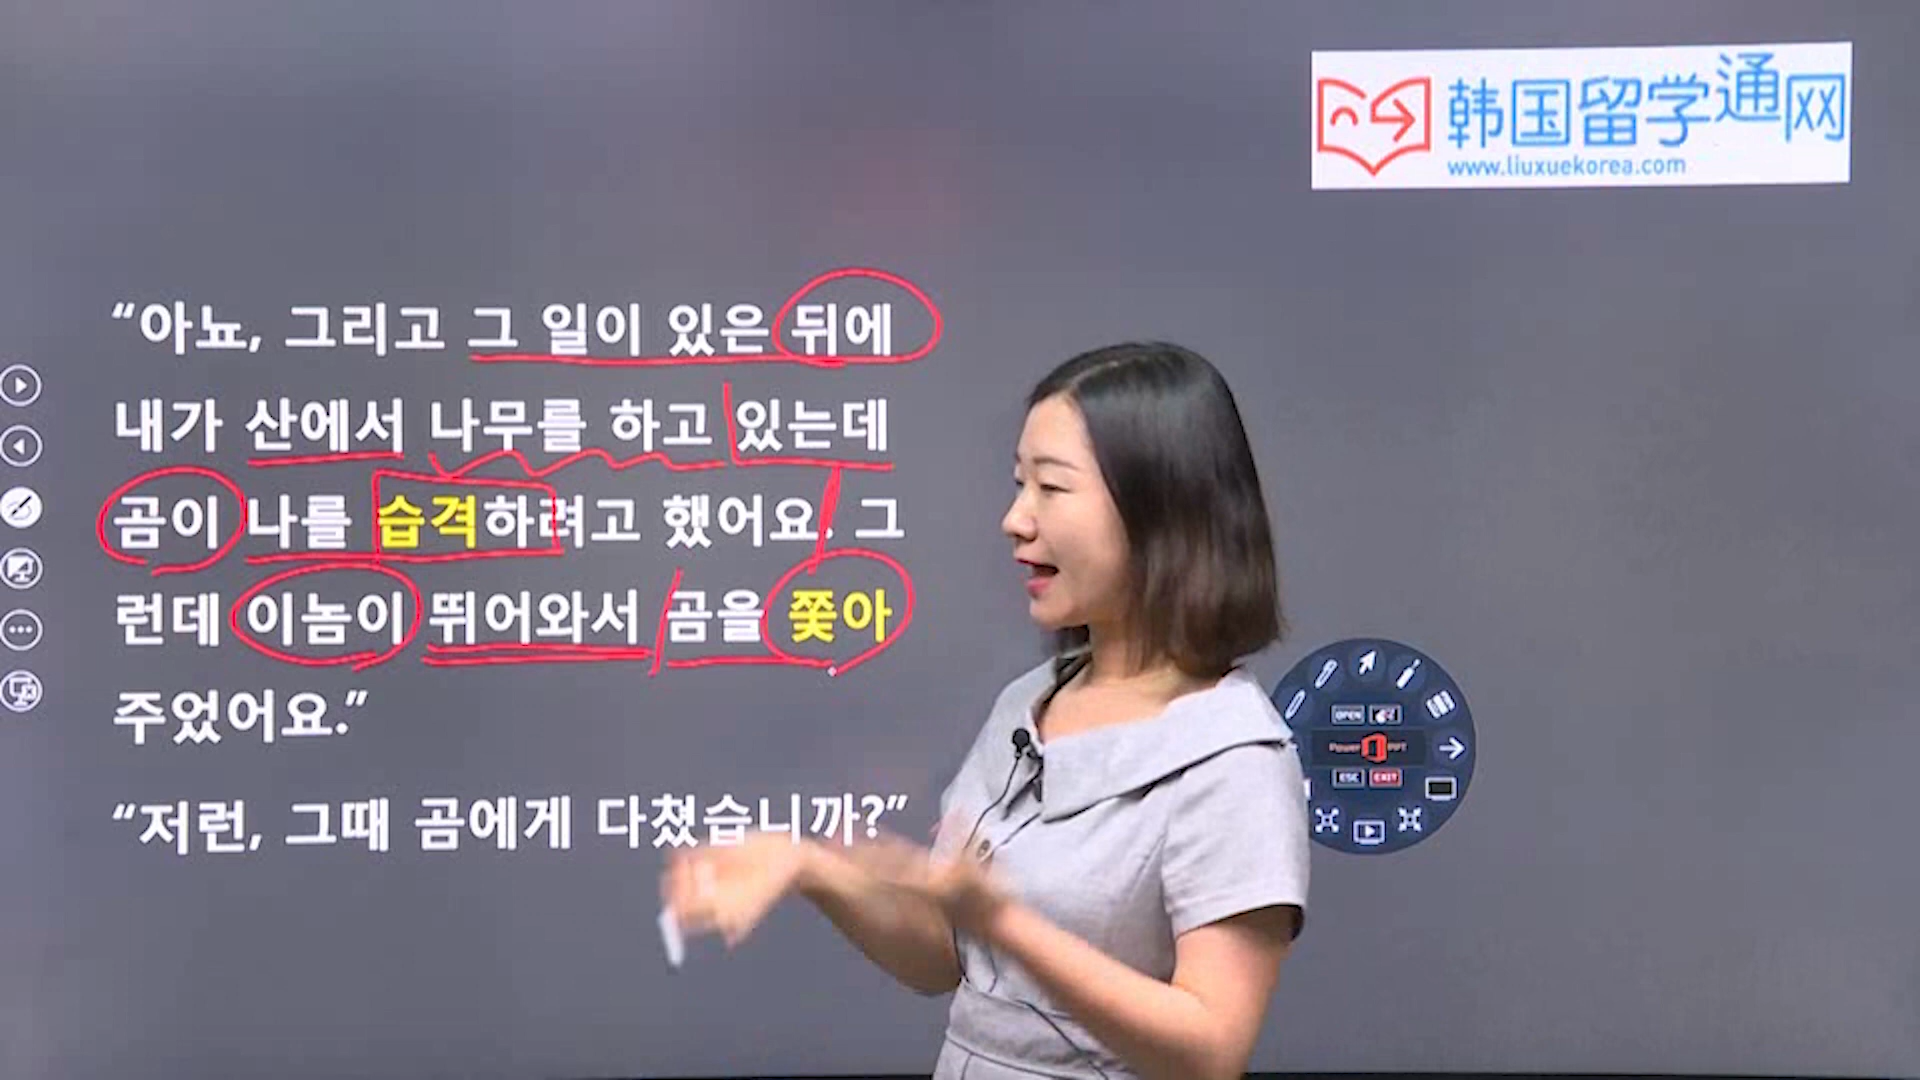 韩国留学通网
www.liuxuekorea.com
“아뇨, 그리고 그 일이 있은 뒤에
내가 산에서 나무를 하고 있는데
곰이 나를 습격하려고 했어요. 그
런데 이놈이 뛰어와서 곰을 쫓아
주었어요.”
“저런, 그때 곰에게 다쳤습니까?”
OPEN
Power PPT
ESC EXIT